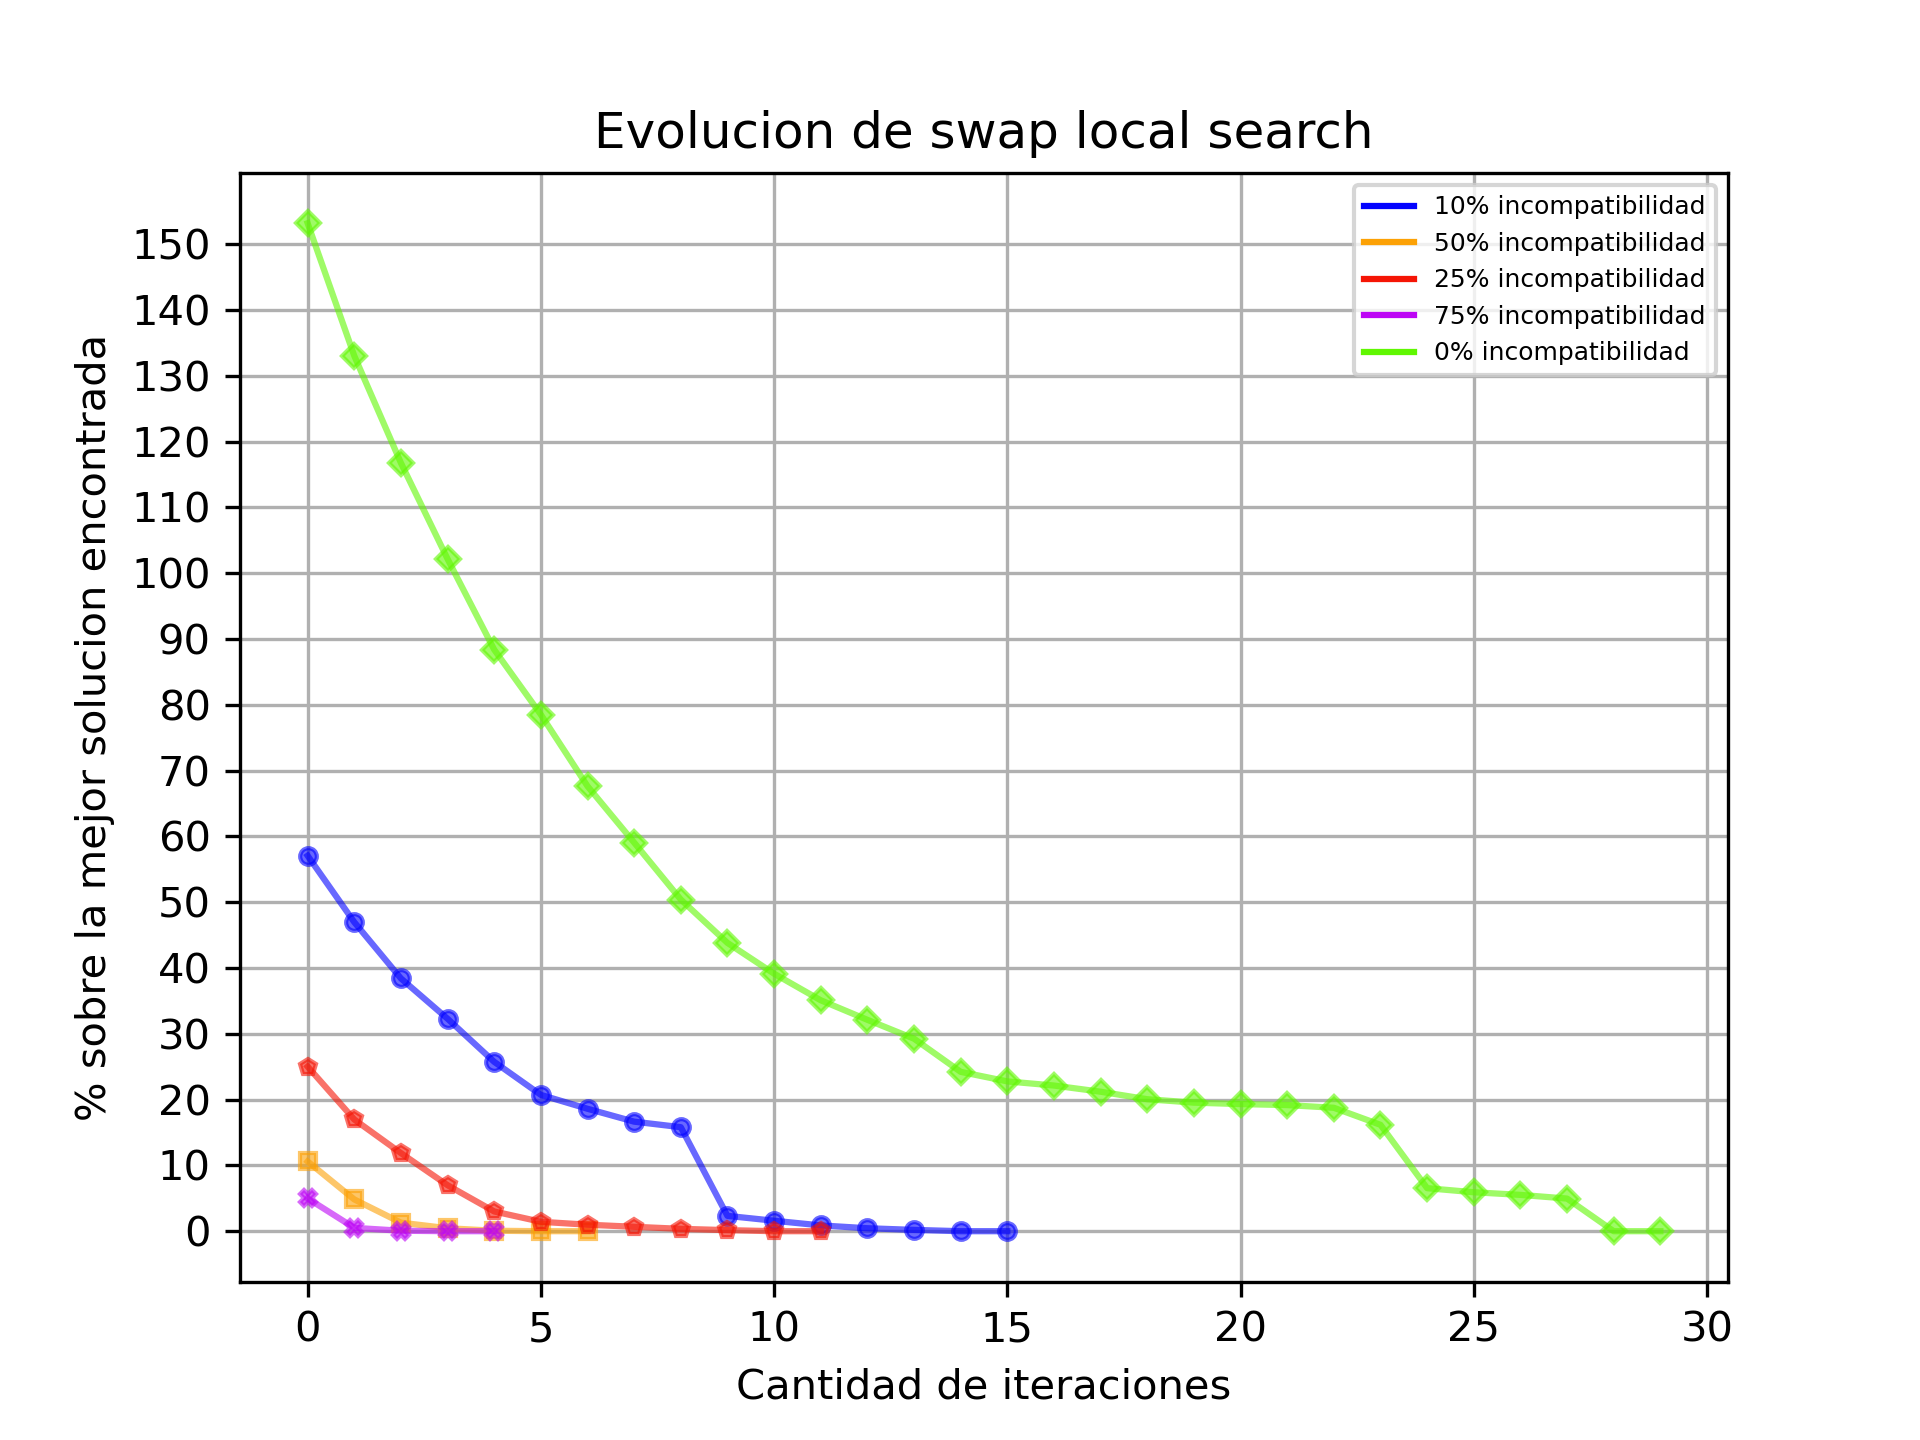 Evolucion de swap local search
10% incompatibilidad
50% incompatibilidad
25% incompatibilidad
75% incompatibilidad
0% incompatibilidad
% sobre la mejor solucion encontrada
150
140
130
120
110
100
90
80
70
60
50
40
30
20
10
0
0 5 10 15 20 25 30
Cantidad de iteraciones